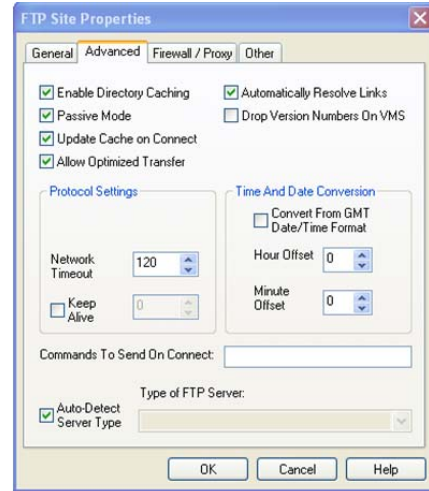 FTP Site Properties
General Advanced Firewall / Proxy Other
Enable Directory Caching
Automatically Resolve Links
Passive Mode
Drop Version Numbers On VMS
Update Cache on Connect
Allow Optimized Transfer
Protocol Settings
Network
Timeout
120
Keep
Alive
0
Time And Date Conversion
Convert From GMT
Date/Time Format
Hour Offset 0
Minute
Offset
0
Commands To Send On Connect:
Type of FTP Server:
Auto-Detect
Server Type
OK Cancel Help